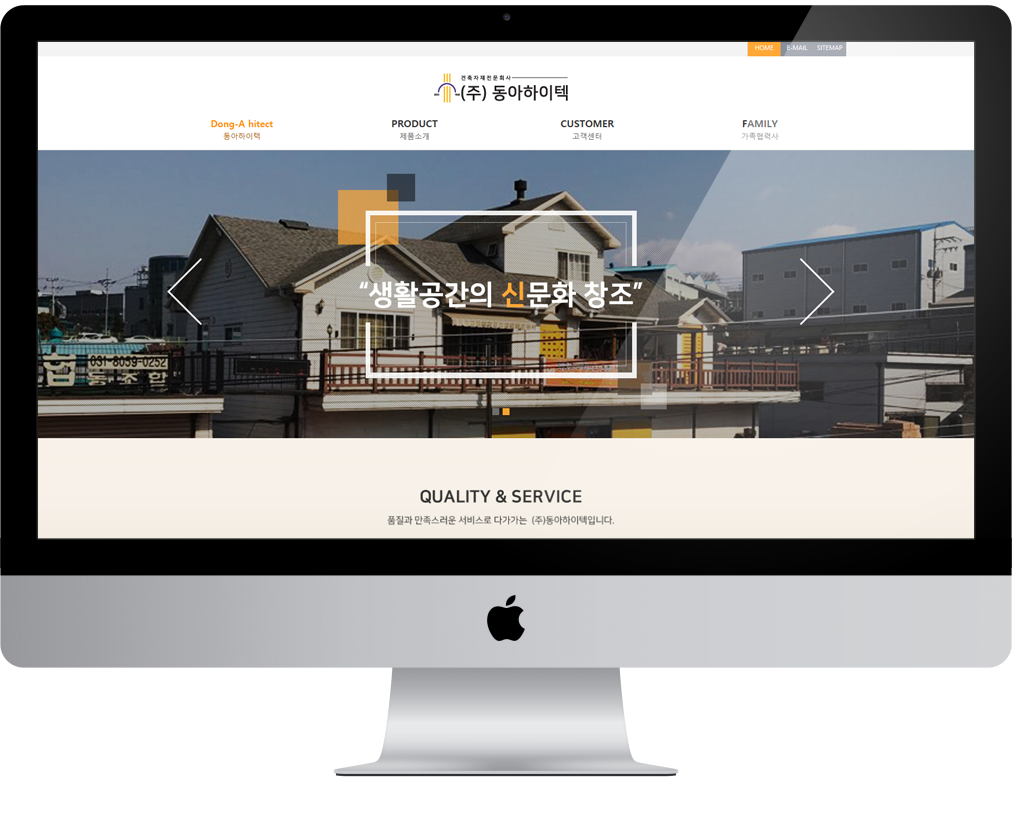 HOME E-MAIL SITEMAP
건축자재전문회사
(주) 동아하이텍
Dong-A hitect PRODUCT CUSTOMER FAMILY
동아하이텍 제품소개 고객센터 가족협력사
“생활공간의 신문화 창조”
031-8059-0252
QUALITY & SERVICE
품질과 만족스러운 서비스로 다가가는 (주)동아하이텍입니다.